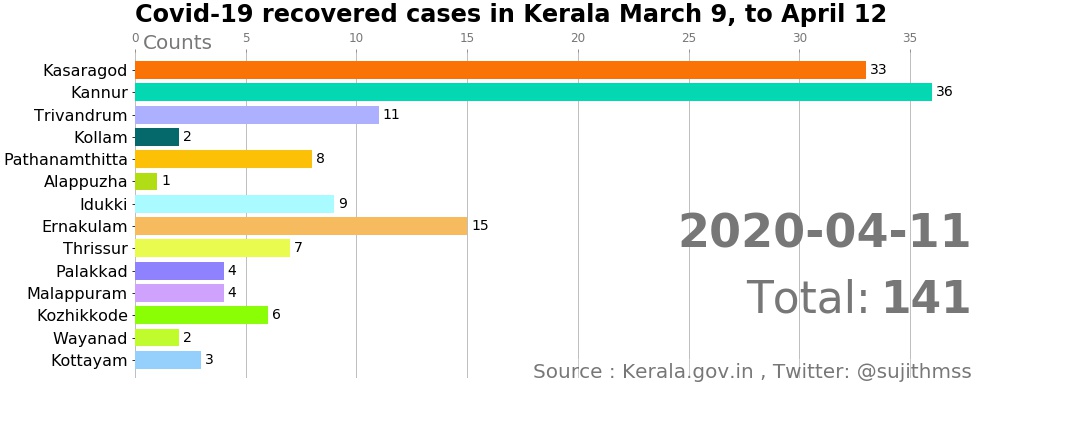 Covid-19 recovered cases in Kerala March 9, to April 12
0 5 10 15 20 25 30 35
Counts
Kasaragod 33
Kannur 36
Trivandrum 11
Kollam 2
Pathanamthitta 8
Alappuzha 1
Idukki 9
Ernakulam 15
2020-04-11
Thrissur 7
Palakkad 4
Malappuram 4
Total: 141
Kozhikkode 6
Wayanad 2
Kottayam 3
Source : Kerala.gov.in , Twitter: @sujithmss